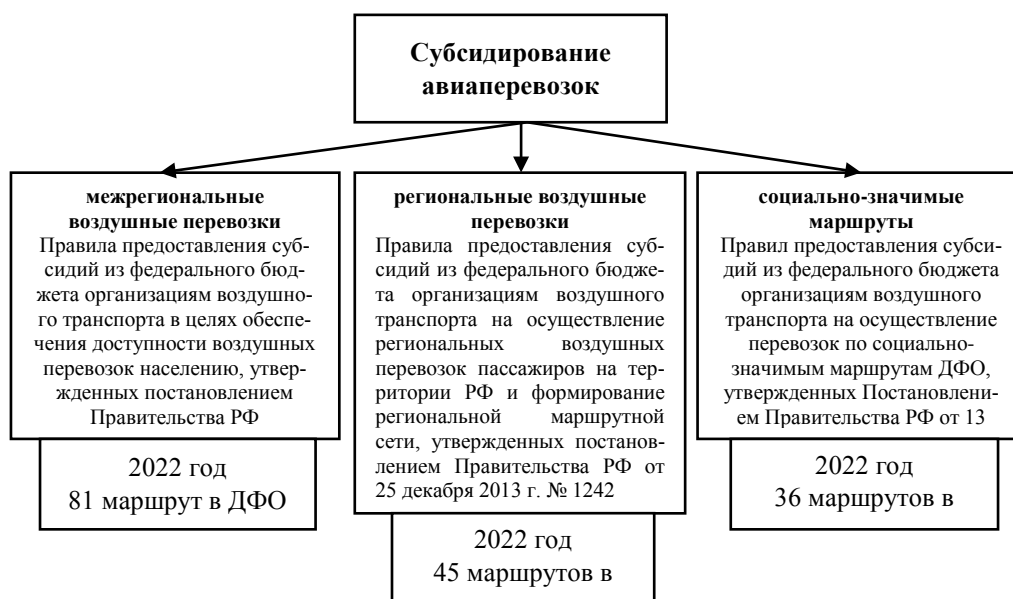 Субсидирование
авиаперевозок
межрегиональные
воздушные перевозки
Правила предоставления суб-
сидий из федерального бюд-
жета организациям воздушно-
го транспорта в целях обеспе-
чения доступности воздушных
перевозок населению, утвер-
жденных постановлением
Правительства РФ
2022 год
81 маршрут в ДФО
региональные воздушные
перевозки
Правила предоставления суб-
сидий из федерального бюдже-
та организациям воздушного
транспорта на осуществление
региональных воздушных
перевозок пассажиров на тер-
ритории РФ и формирование
региональной маршрутной
сети, утвержденных постанов-
лением Правительства РФ от
25 декабря 2013 г. № 1242
2022 год
45 маршрутов в
социально-значимые
маршруты
Правил предоставления субси-
дий из федерального бюджета
организациям воздушного
транспорта на осуществление
перевозок по социально-
значимым маршрутам ДФО,
утвержденных Постановлени-
ем Правительства РФ от 13
2022 год
36 маршрутов в